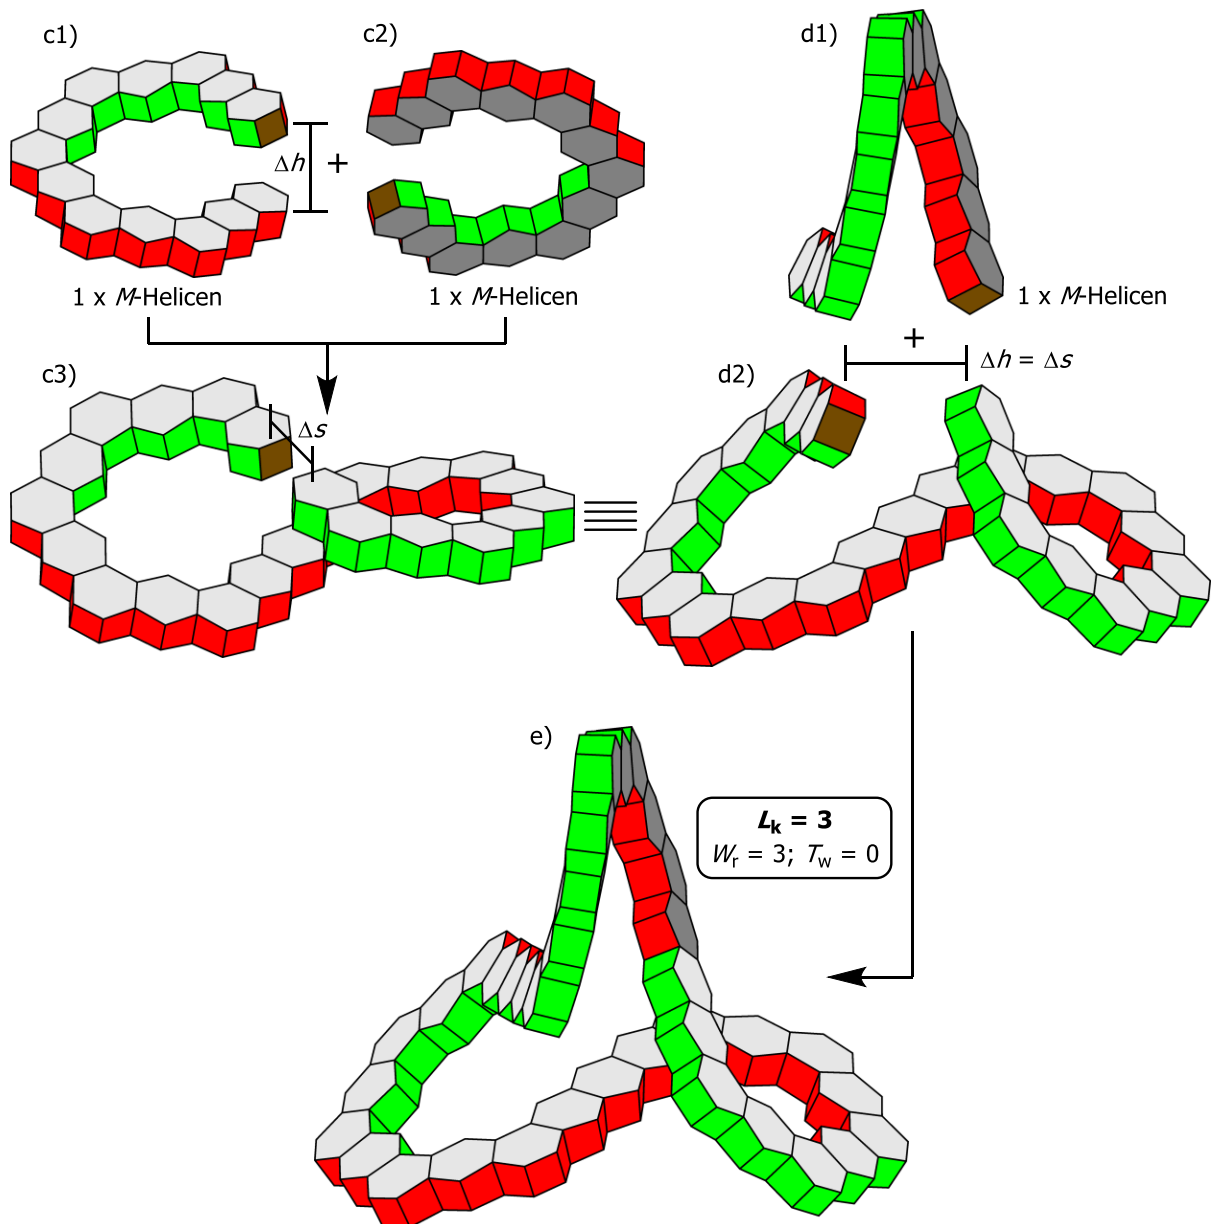 c1)
c2)
d1)
Δh
+
1 x M-Helicen
1 x M-Helicen
1 x M-Helicen
+
c3)
d2)
Δh = Δs
Δs
e)
Lk = 3
Wr = 3; Tw = 0